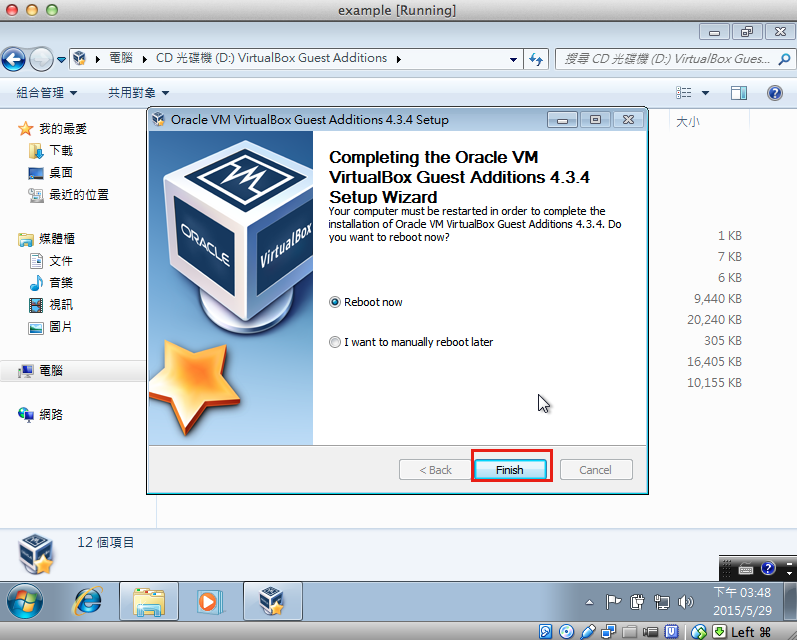 example [Running]
電腦 CD 光碟機 (D:) VirtualBox Guest Additions
搜尋 CD 光碟機 (D:) VirtualBox Gues...
組合管理 共用對象
我的最愛
下載
桌面
最近的位置
媒體櫃
文件
音樂
視訊
圖片
電腦
網路
Oracle VM VirtualBox Guest Additions 4.3.4 Setup
ORACLE
VirtualBox
Completing the Oracle VM
VirtualBox Guest Additions 4.3.4
Setup Wizard
Your computer must be restarted in order to complete the
installation of Oracle VM VirtualBox Guest Additions 4.3.4. Do
you want to reboot now?
Reboot now
I want to manually reboot later
< Back Finish Cancel
大小
1 KB
7 KB
6 KB
9,440 KB
20,240 KB
305 KB
16,405 KB
10,155 KB
12 個項目
下午 03:48
2015/5/29
Left ⌘